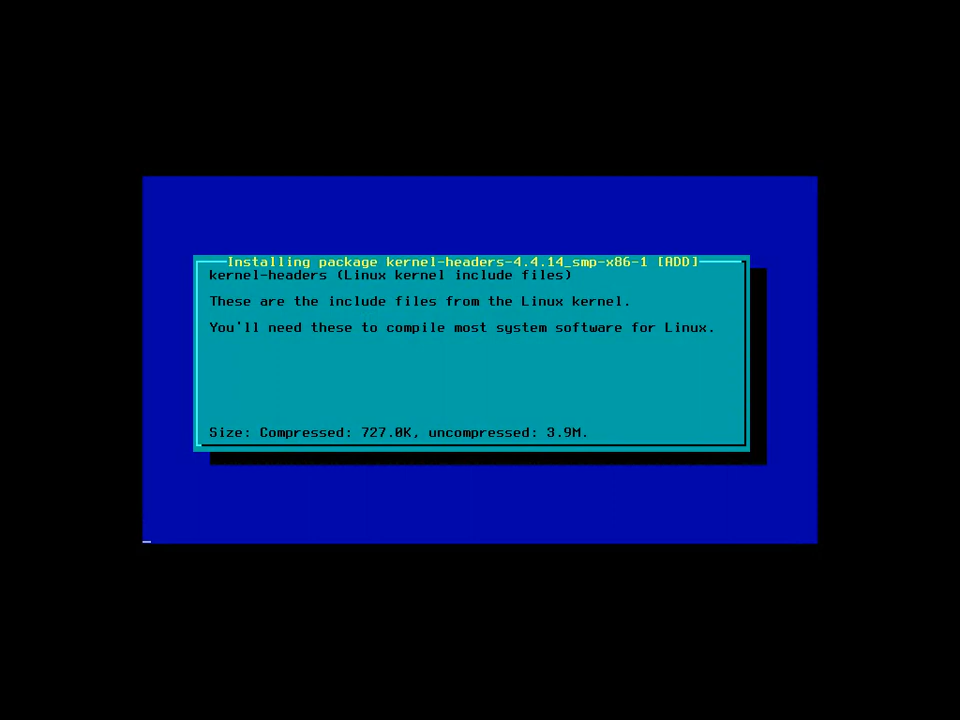 Installing package kernel-headers-4.4.14_smp-x86-1 [ADD]
kernel-headers (Linux kernel include files)
These are the include files from the Linux kernel.
You'll need these to compile most system software for Linux.
Size: Compressed: 727.0K, uncompressed: 3.9M.